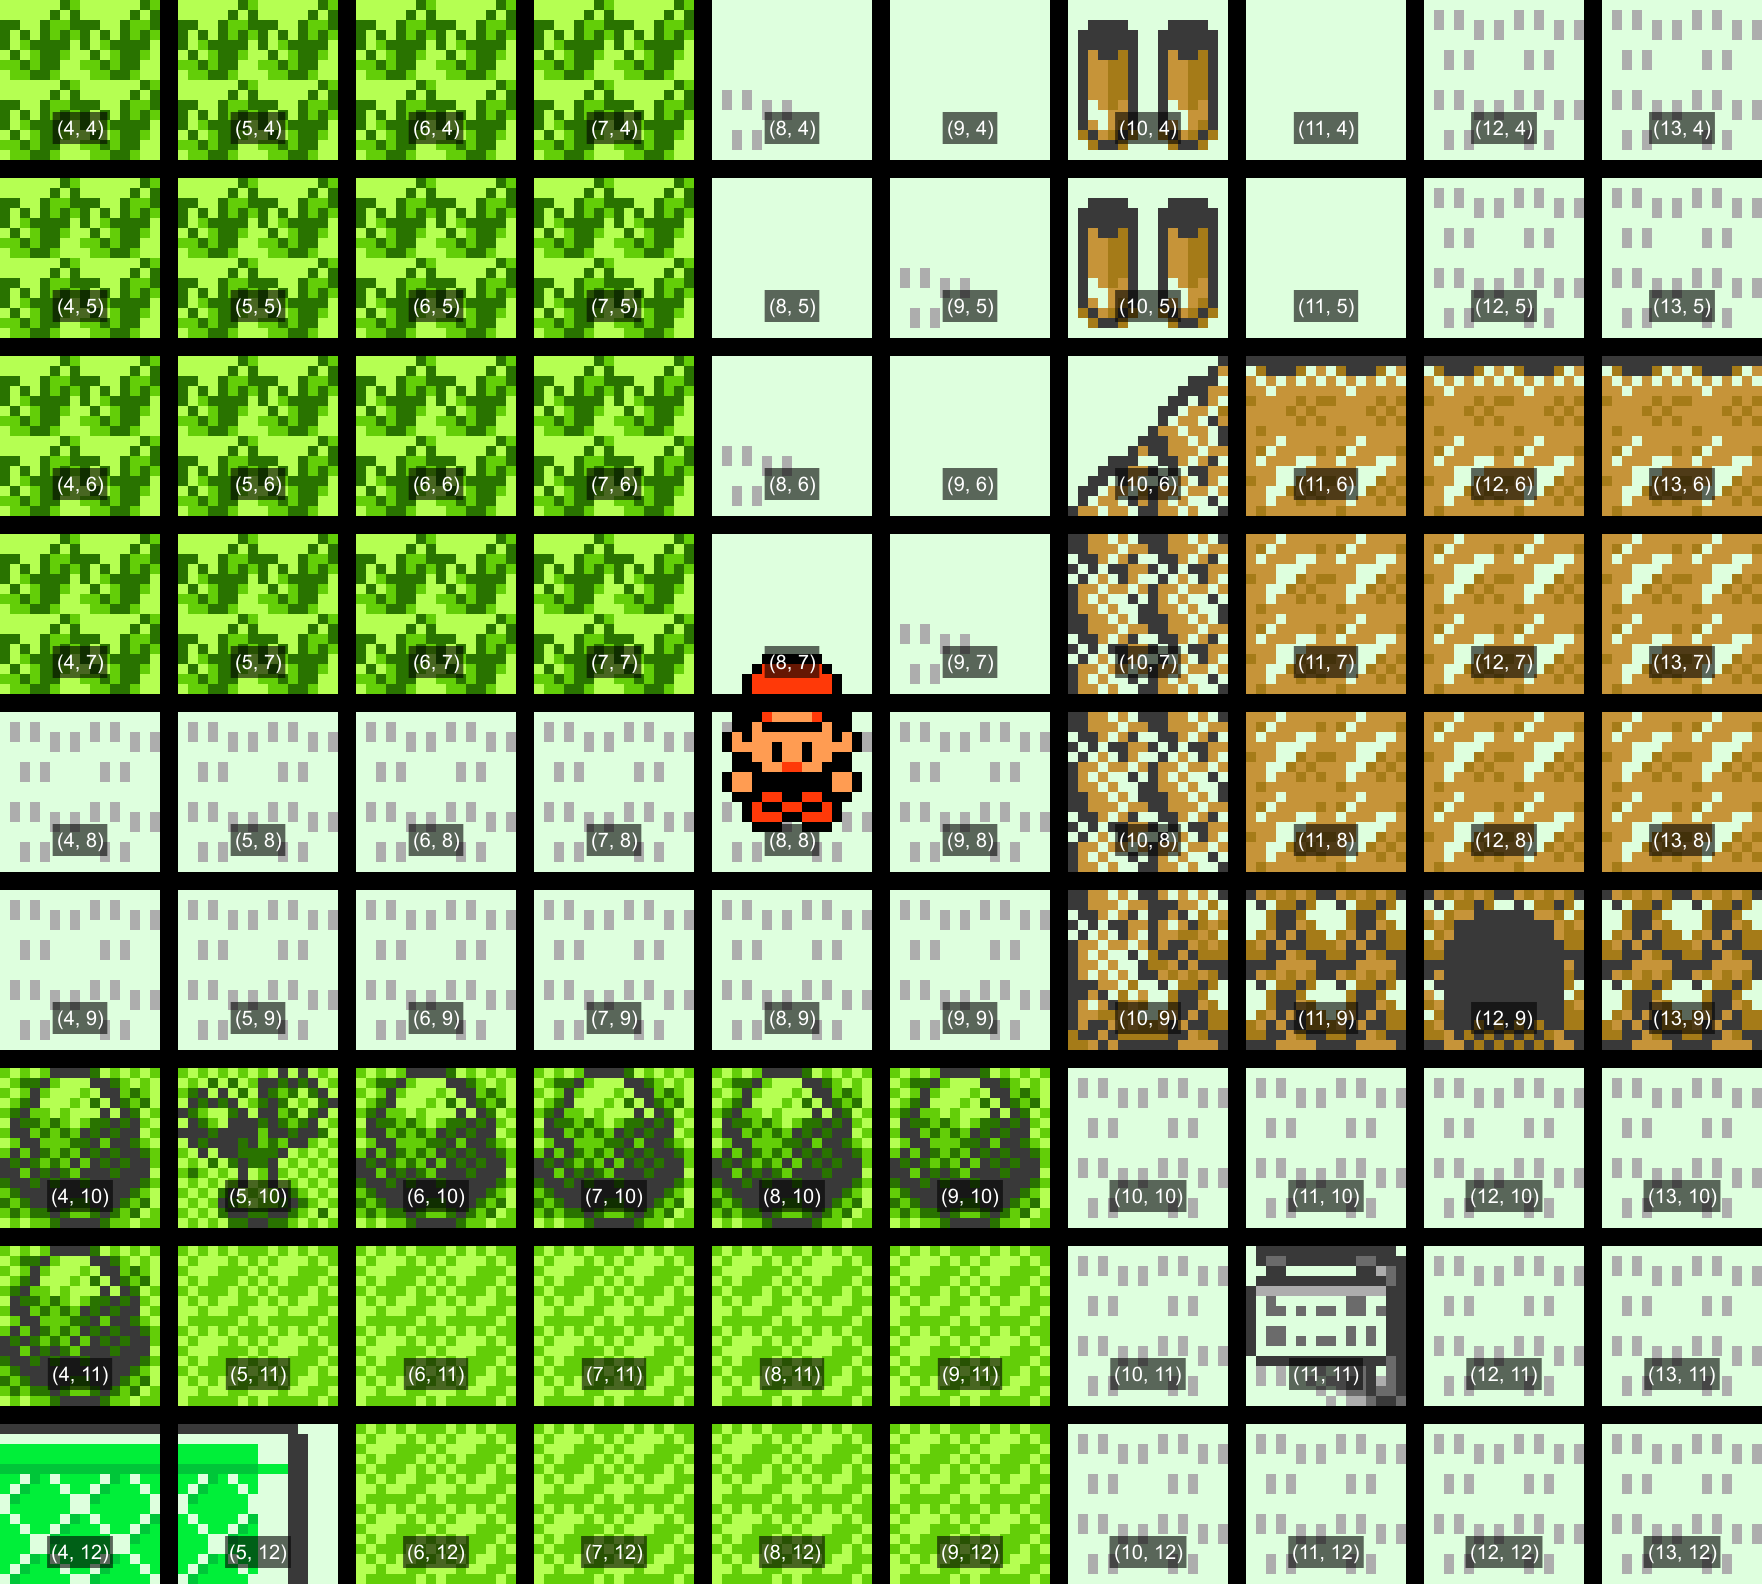 (4, 4) (5, 4) (6, 4) (7, 4) (8, 4) (9, 4) (10, 4) (11, 4) (12, 4) (13, 4)
(4, 5) (5, 5) (6, 5) (7, 5) (8, 5) (9, 5) (10, 5) (11, 5) (12, 5) (13, 5)
(4, 6) (5, 6) (6, 6) (7, 6) (8, 6) (9, 6) (10, 6) (11, 6) (12, 6) (13, 6)
(4, 7) (5, 7) (6, 7) (7, 7) (8, 7) (9, 7) (10, 7) (11, 7) (12, 7) (13, 7)
(4, 8) (5, 8) (6, 8) (7, 8) (8, 8) (9, 8) (10, 8) (11, 8) (12, 8) (13, 8)
(4, 9) (5, 9) (6, 9) (7, 9) (8, 9) (9, 9) (10, 9) (11, 9) (12, 9) (13, 9)
(4, 10) (5, 10) (6, 10) (7, 10) (8, 10) (9, 10) (10, 10) (11, 10) (12, 10) (13, 10)
(4, 11) (5, 11) (6, 11) (7, 11) (8, 11) (9, 11) (10, 11) (11, 11) (12, 11) (13, 11)
(4, 12) (5, 12) (6, 12) (7, 12) (8, 12) (9, 12) (10, 12) (11, 12) (12, 12) (13, 12)